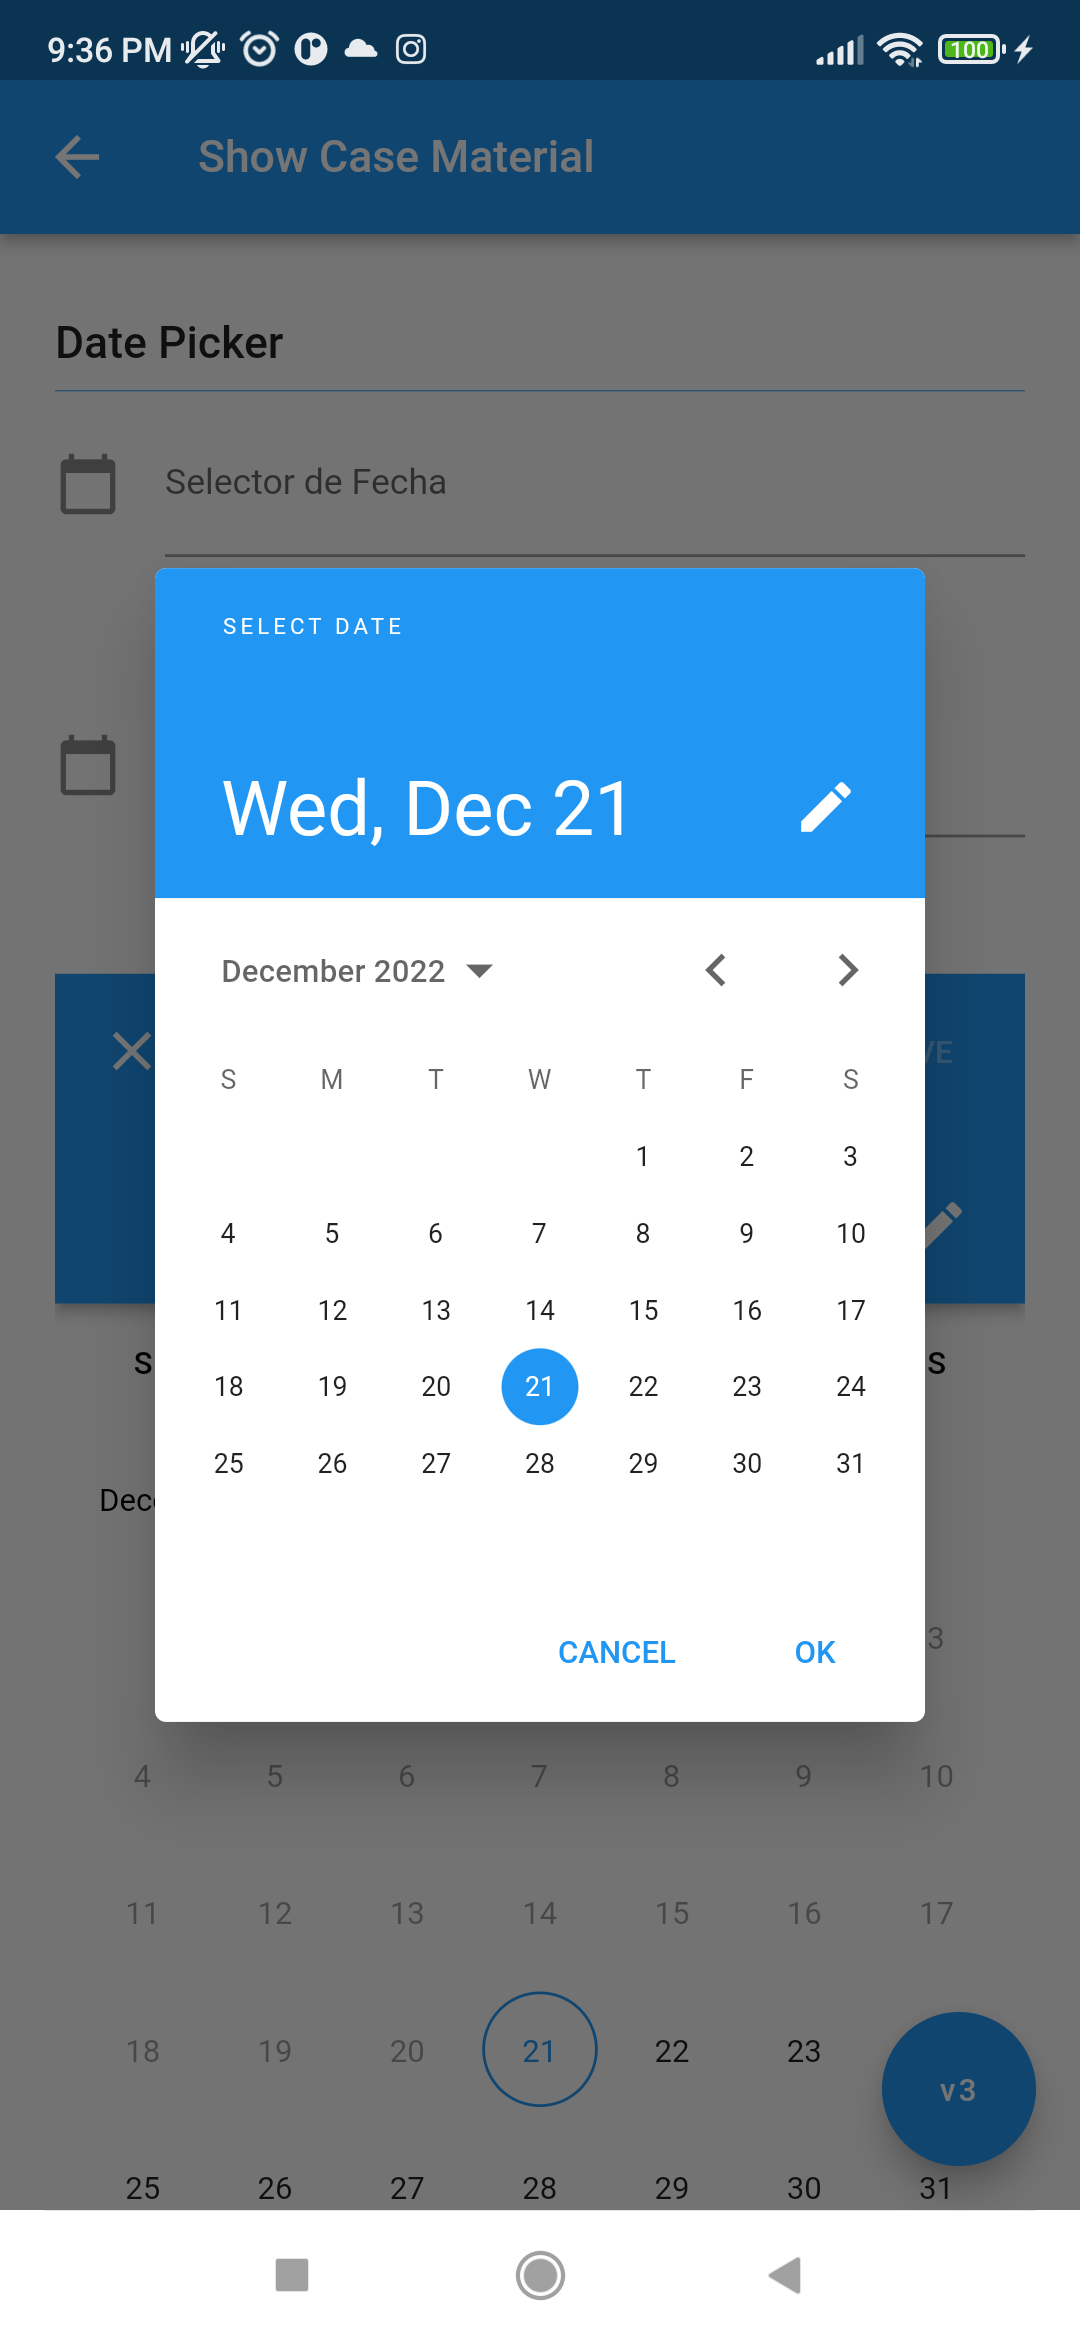 9:36 PM 100
Show Case Material
Date Picker
Selector de Fecha
SELECT DATE
Wed, Dec 21
December 2022
VE
S M T W T F S
1 2 3
4 5 6 7 8 9 10
11 12 13 14 15 16 17
S S
18 19 20 21 22 23 24
25 26 27 28 29 30 31
Dec
CANCEL OK
3
4 5 6 7 8 9 10
11 12 13 14 15 16 17
18 19 20 21 22 23
v3
25 26 27 28 29 30 31